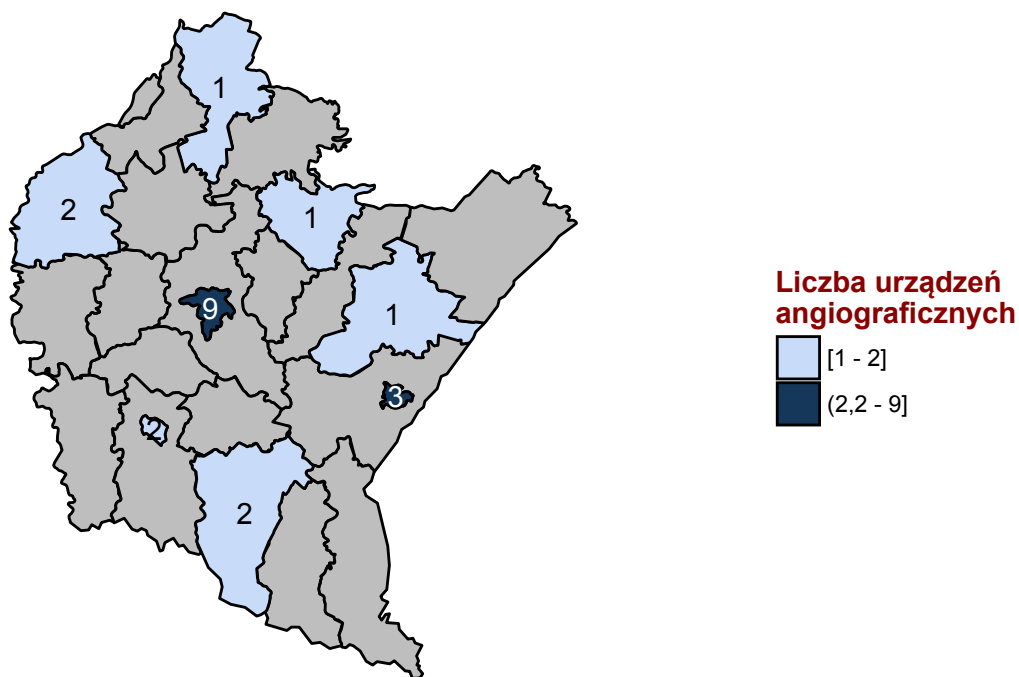 1
2
1
9
1
3
2
2
Liczba urządzeń
angiograficznych
[1 - 2]
(2,2 - 9]